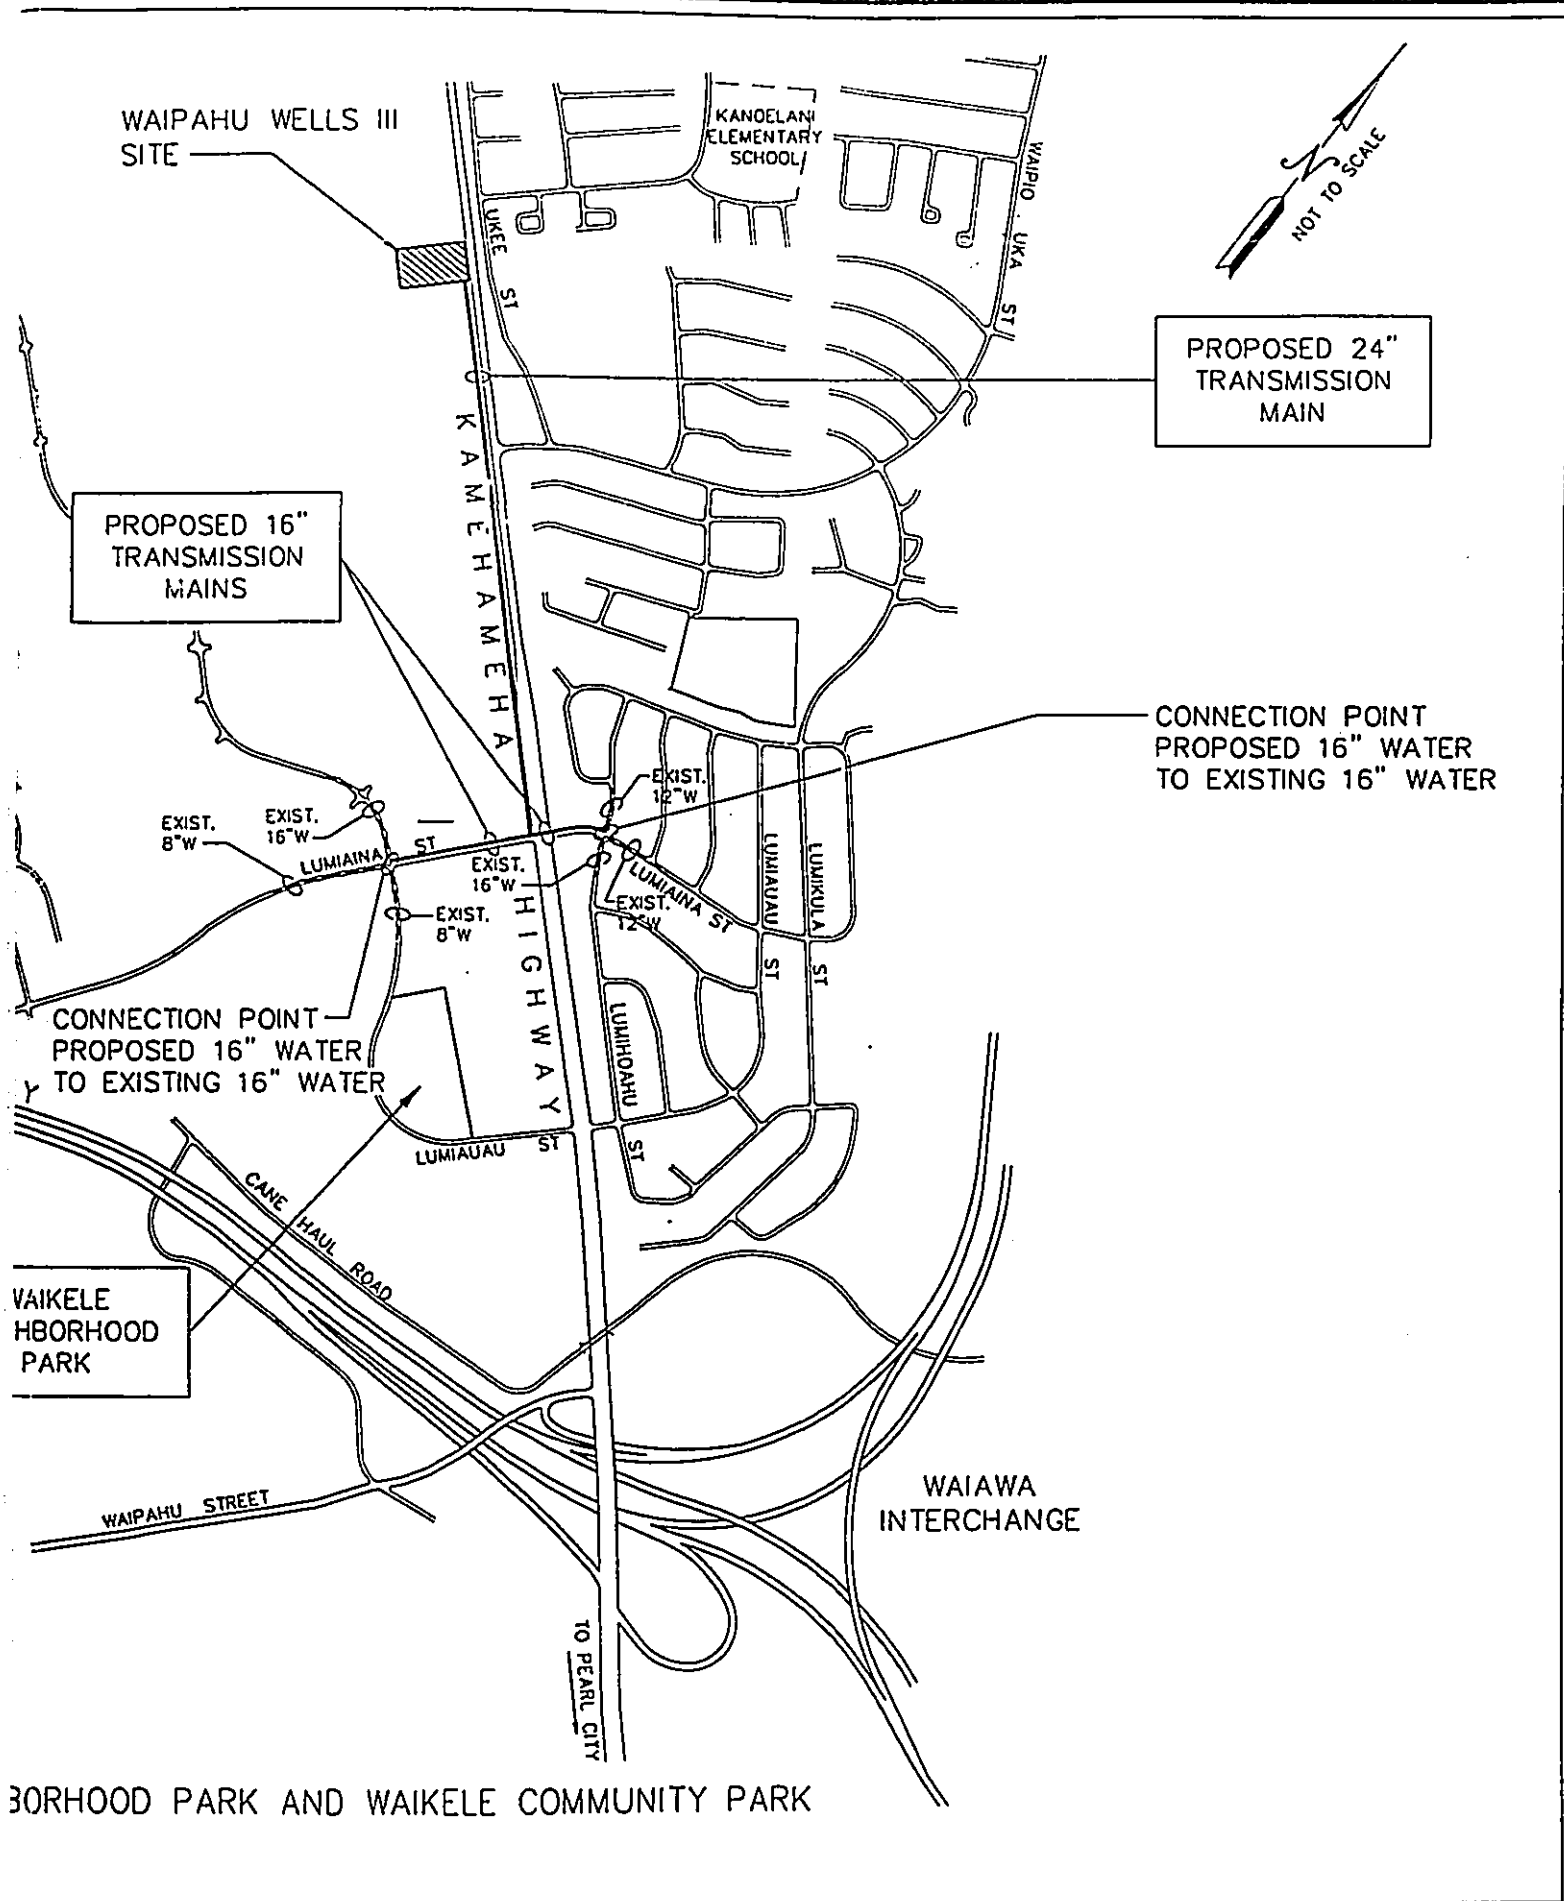 WAIPAHU WELLS III
SITE
KANOELANI
ELEMENTARY
SCHOOL
WAIPIO UKA ST
N
NOT TO SCALE
UKEE ST
PROPOSED 24"
TRANSMISSION
MAIN
PROPOSED 16"
TRANSMISSION
MAINS
KAMEHAMEHA HIGHWAY
CONNECTION POINT
PROPOSED 16" WATER
TO EXISTING 16" WATER
EXIST.
12"W
EXIST.
16"W
EXIST.
8"W
LUMIAINA ST
EXIST.
16"W
LUMIAINA ST
EXIST.
12"W
EXIST.
8"W
LUMIAUAU ST
LUMIKULA ST
CONNECTION POINT
PROPOSED 16" WATER
TO EXISTING 16" WATER
Y
LUMIHOAHU ST
LUMIAUAU ST
CANE HAUL ROAD
WAIKELE
HBORHOOD
PARK
WAIPAHU STREET
WAIAWA
INTERCHANGE
TO PEARL CITY
BORHOOD PARK AND WAIKELE COMMUNITY PARK